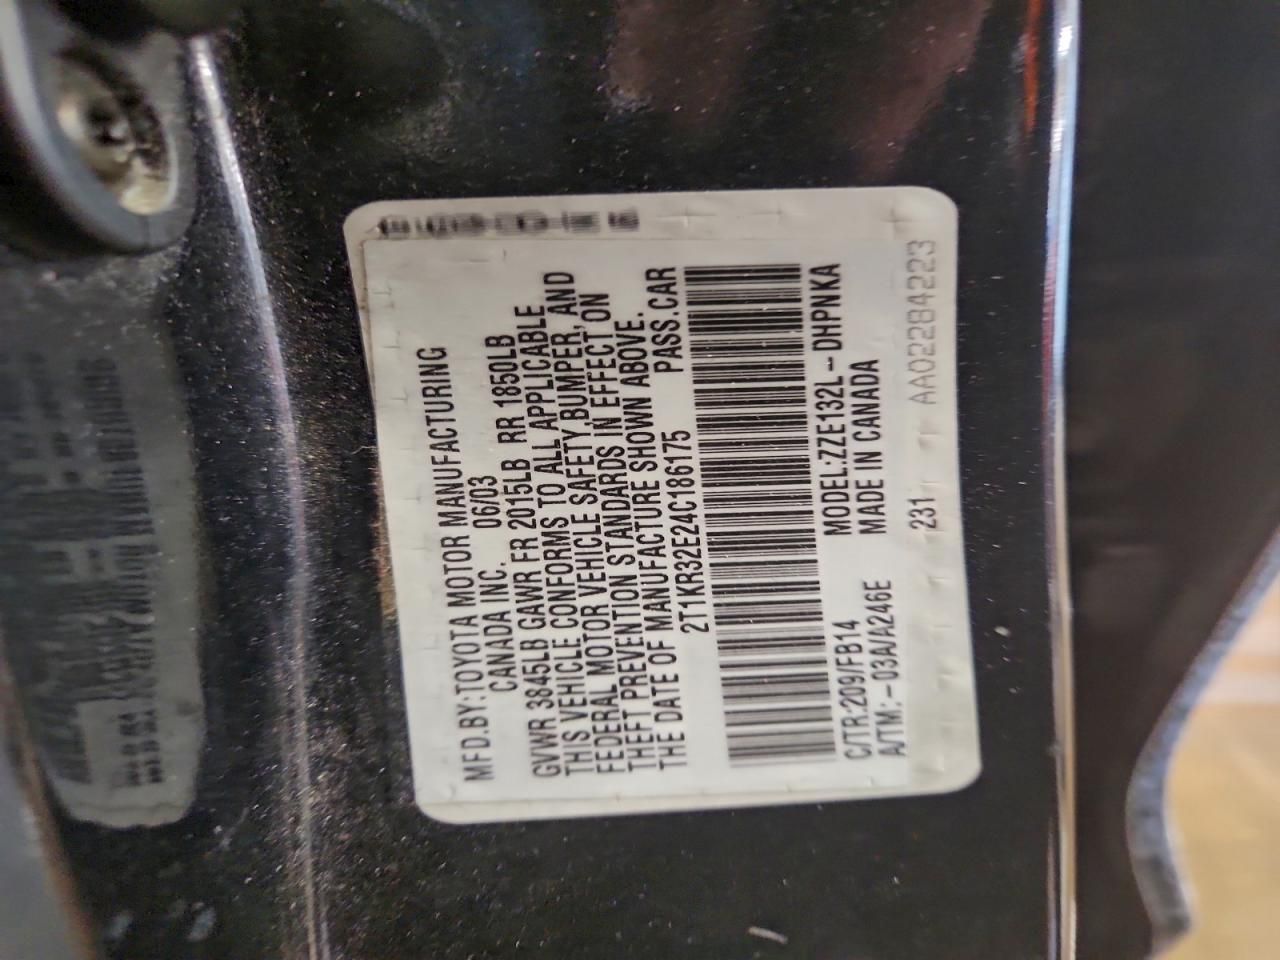 MFD.BY:TOYOTA MOTOR MANUFACTURING
CANADA INC. 06/03
GVWR 3845LB GAWR FR 2015LB RR 1850LB
THIS VEHICLE CONFORMS TO ALL APPLICABLE
FEDERAL MOTOR VEHICLE SAFETY,BUMPER, AND
THEFT PREVENTION STANDARDS IN EFFECT ON
THE DATE OF MANUFACTURE SHOWN ABOVE.
2T1KR32E24C186175 PASS.CAR
C/TR:209/FB14 MODEL:ZZE132L-DHPNKA
A/TM:-03A/A246E MADE IN CANADA
231 AA02284223